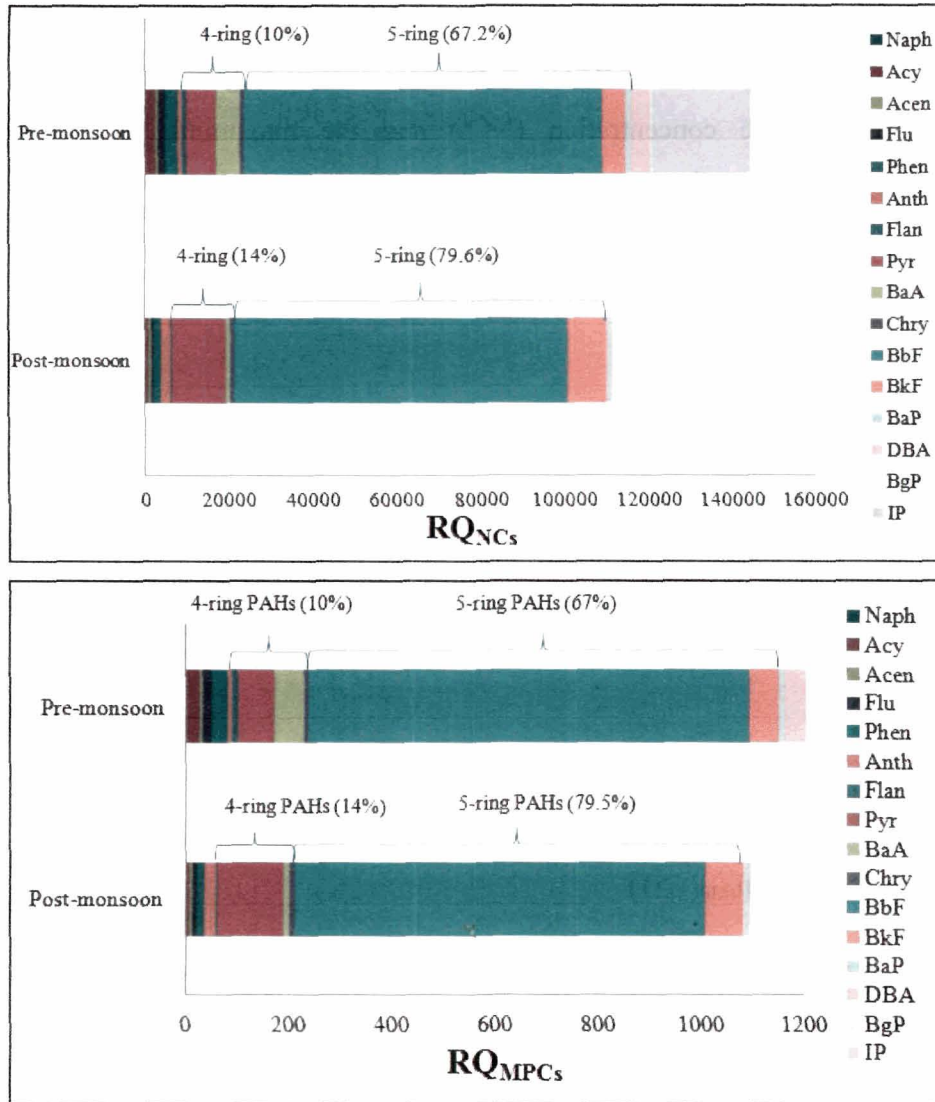 4-ring (10%) 5-ring (67.2%)
Pre-monsoon
4-ring (14%) 5-ring (79.6%)
Post-monsoon
0 20000 40000 60000 80000 100000 120000 140000 160000
RQNCs
Naph
Acy
Acen
Flu
Phen
Anth
Flan
Pyr
BaA
Chry
BbF
BkF
BaP
DBA
BgP
IP
4-ring PAHs (10%) 5-ring PAHs (67%)
Pre-monsoon
4-ring PAHs (14%) 5-ring PAHs (79.5%)
Post-monsoon
0 200 400 600 800 1000 1200
RQMPCs
Naph
Acy
Acen
Flu
Phen
Anth
Flan
Pyr
BaA
Chry
BbF
BkF
BaP
DBA
BgP
IP